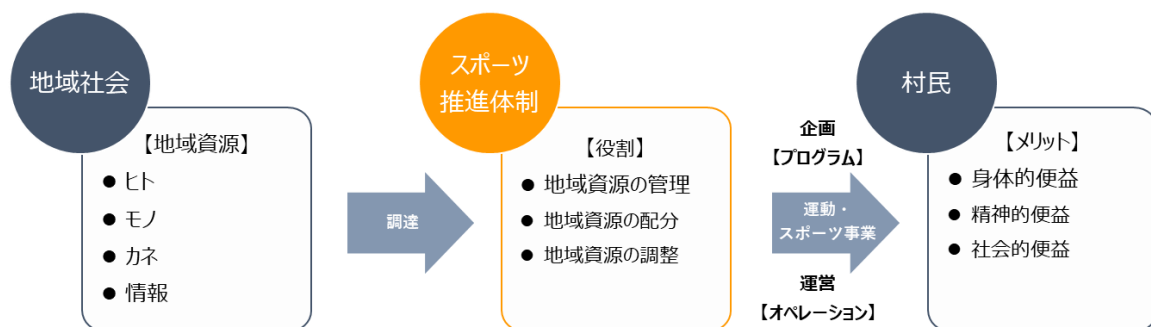 地域社会
【地域資源】
● ヒト
● モノ
● カネ
● 情報
調達
スポーツ
推進体制
【役割】
● 地域資源の管理
● 地域資源の配分
● 地域資源の調整
企画
【プログラム】
運動・
スポーツ事業
運営
【オペレーション】
村民
【メリット】
● 身体的便益
● 精神的便益
● 社会的便益